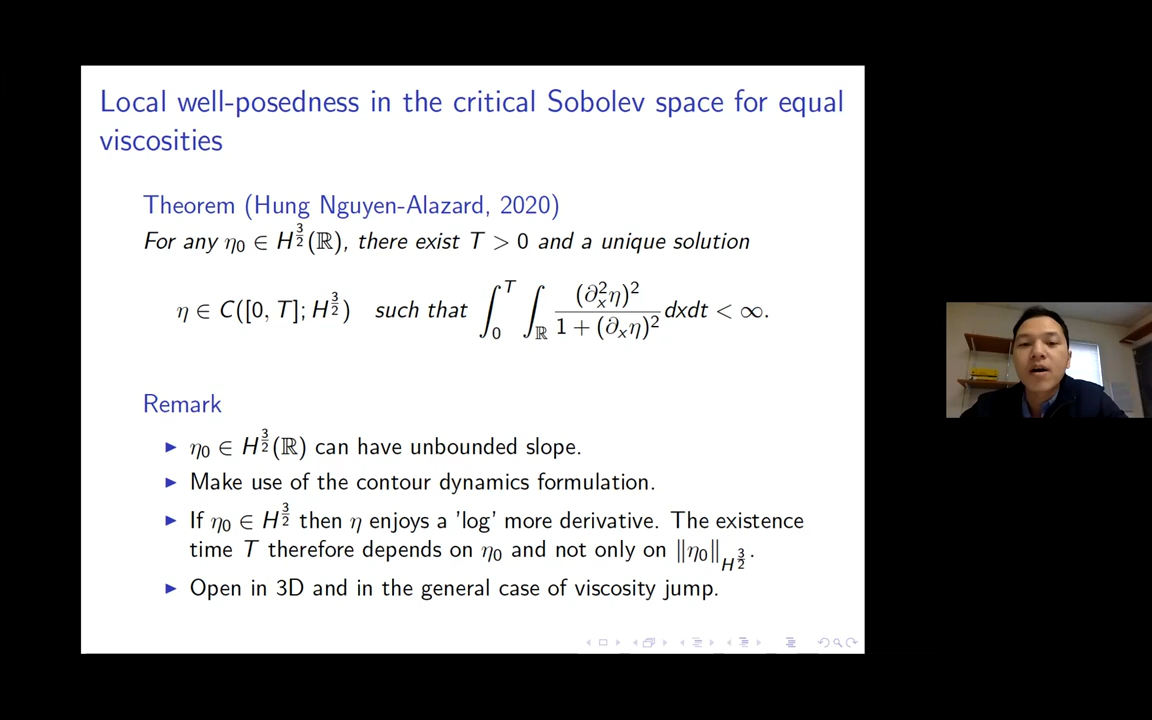 Local well-posedness in the critical Sobolev space for equal
viscosities
Theorem (Hung Nguyen-Alazard, 2020)
For any η₀ ∈ H^{3/2}(ℝ), there exist T > 0 and a unique solution
η ∈ C([0, T]; H^{3/2}) such that ∫₀^T ∫_ℝ (∂ₓ²η)² / (1 + (∂ₓη)²) dxdt < ∞.
Remark
▶ η₀ ∈ H^{3/2}(ℝ) can have unbounded slope.
▶ Make use of the contour dynamics formulation.
▶ If η₀ ∈ H^{3/2} then η enjoys a 'log' more derivative. The existence
time T therefore depends on η₀ and not only on ‖η₀‖_{H^{3/2}}.
▶ Open in 3D and in the general case of viscosity jump.